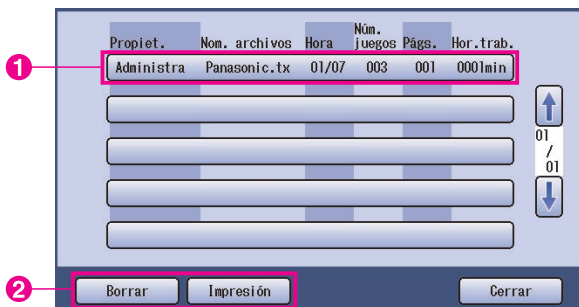 Propiet. Nom. archivos Hora Núm. juegos Págs. Hor.trab.
1 Administra Panasonic.tx 01/07 003 001 0001min
01
/
01
2 Borrar Impresión Cerrar